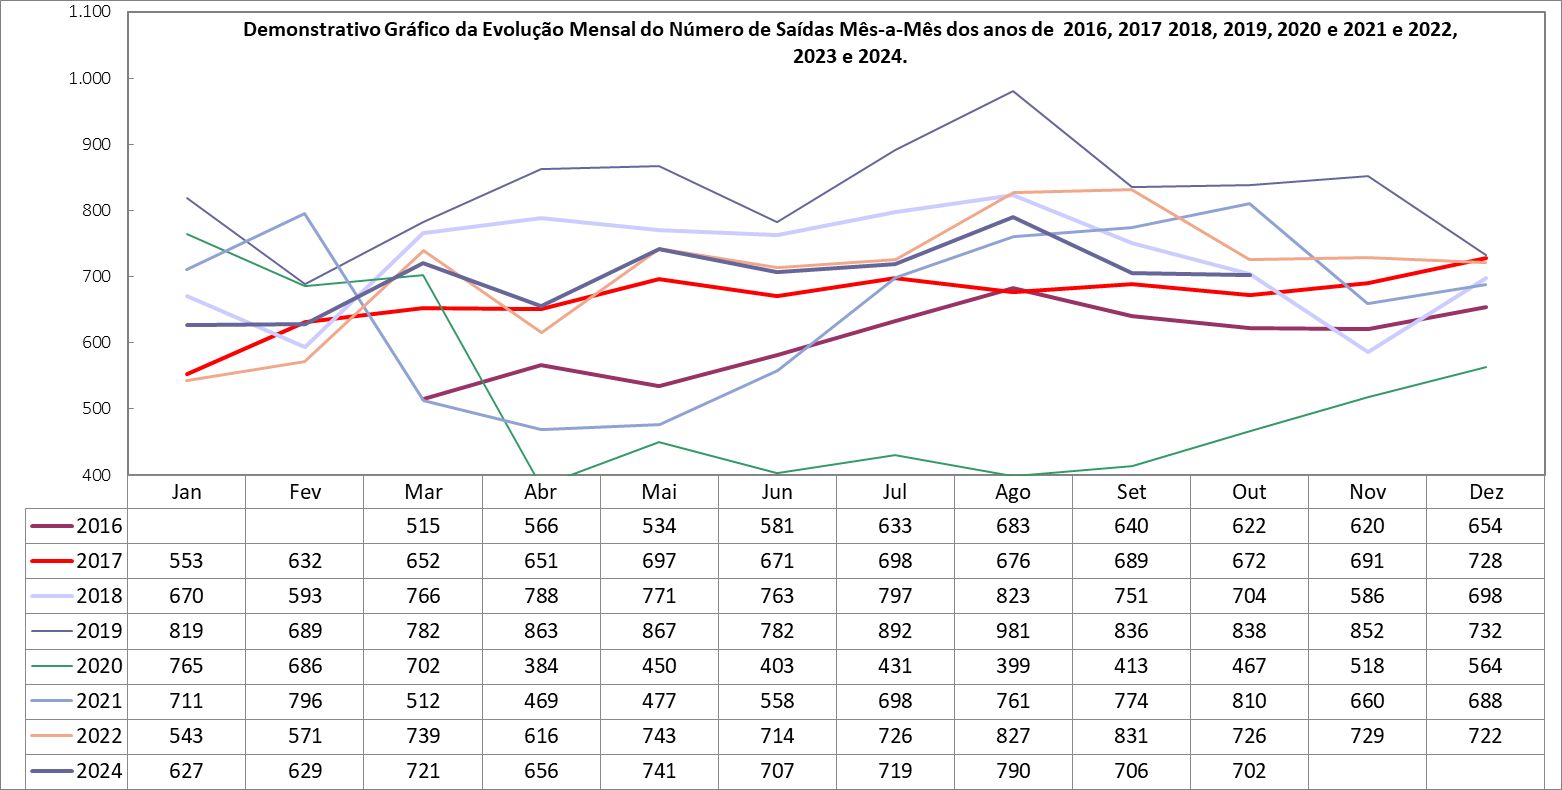 Demonstrativo Gráfico da Evolução Mensal do Número de Saídas Mês-a-Mês dos anos de 2016, 2017 2018, 2019, 2020 e 2021 e 2022,
2023 e 2024.
1.100
1.000
900
800
700
600
500
400
Jan Fev Mar Abr Mai Jun Jul Ago Set Out Nov Dez
2016 515 566 534 581 633 683 640 622 620 654
2017 553 632 652 651 697 671 698 676 689 672 691 728
2018 670 593 766 788 771 763 797 823 751 704 586 698
2019 819 689 782 863 867 782 892 981 836 838 852 732
2020 765 686 702 384 450 403 431 399 413 467 518 564
2021 711 796 512 469 477 558 698 761 774 810 660 688
2022 543 571 739 616 743 714 726 827 831 726 729 722
2024 627 629 721 656 741 707 719 790 706 702